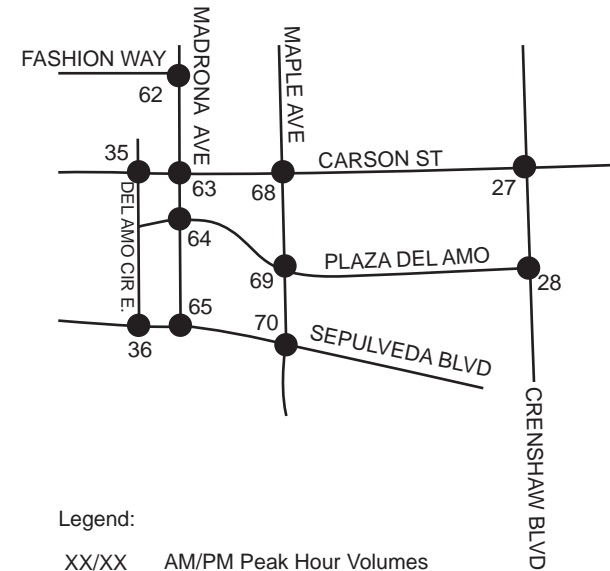 FASHION WAY
MADRONA AVE
MAPLE AVE
62
35
CARSON ST
63
68
27
DEL AMO CIR E.
64
PLAZA DEL AMO
69
28
65
70
SEPULVEDA BLVD
36
CRENSHAW BLVD
Legend:
XX/XX AM/PM Peak Hour Volumes